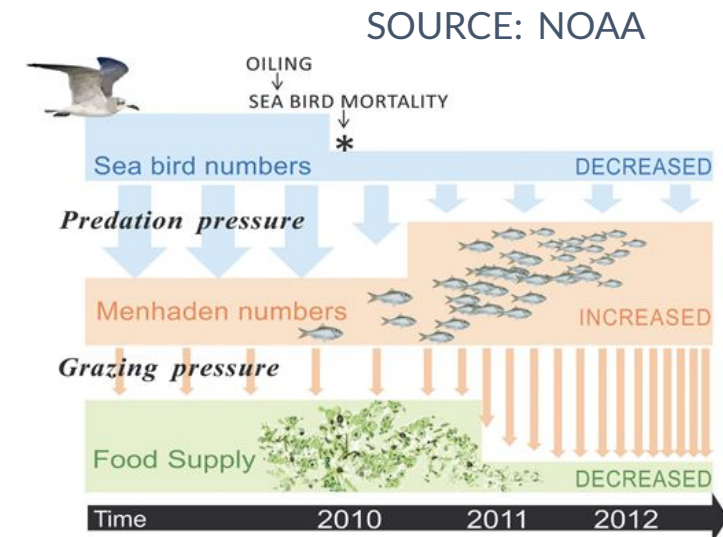 SOURCE: NOAA
OILING
SEA BIRD MORTALITY
*
Sea bird numbers
DECREASED
Predation pressure
Menhaden numbers
INCREASED
Grazing pressure
Food Supply
DECREASED
Time 2010 2011 2012